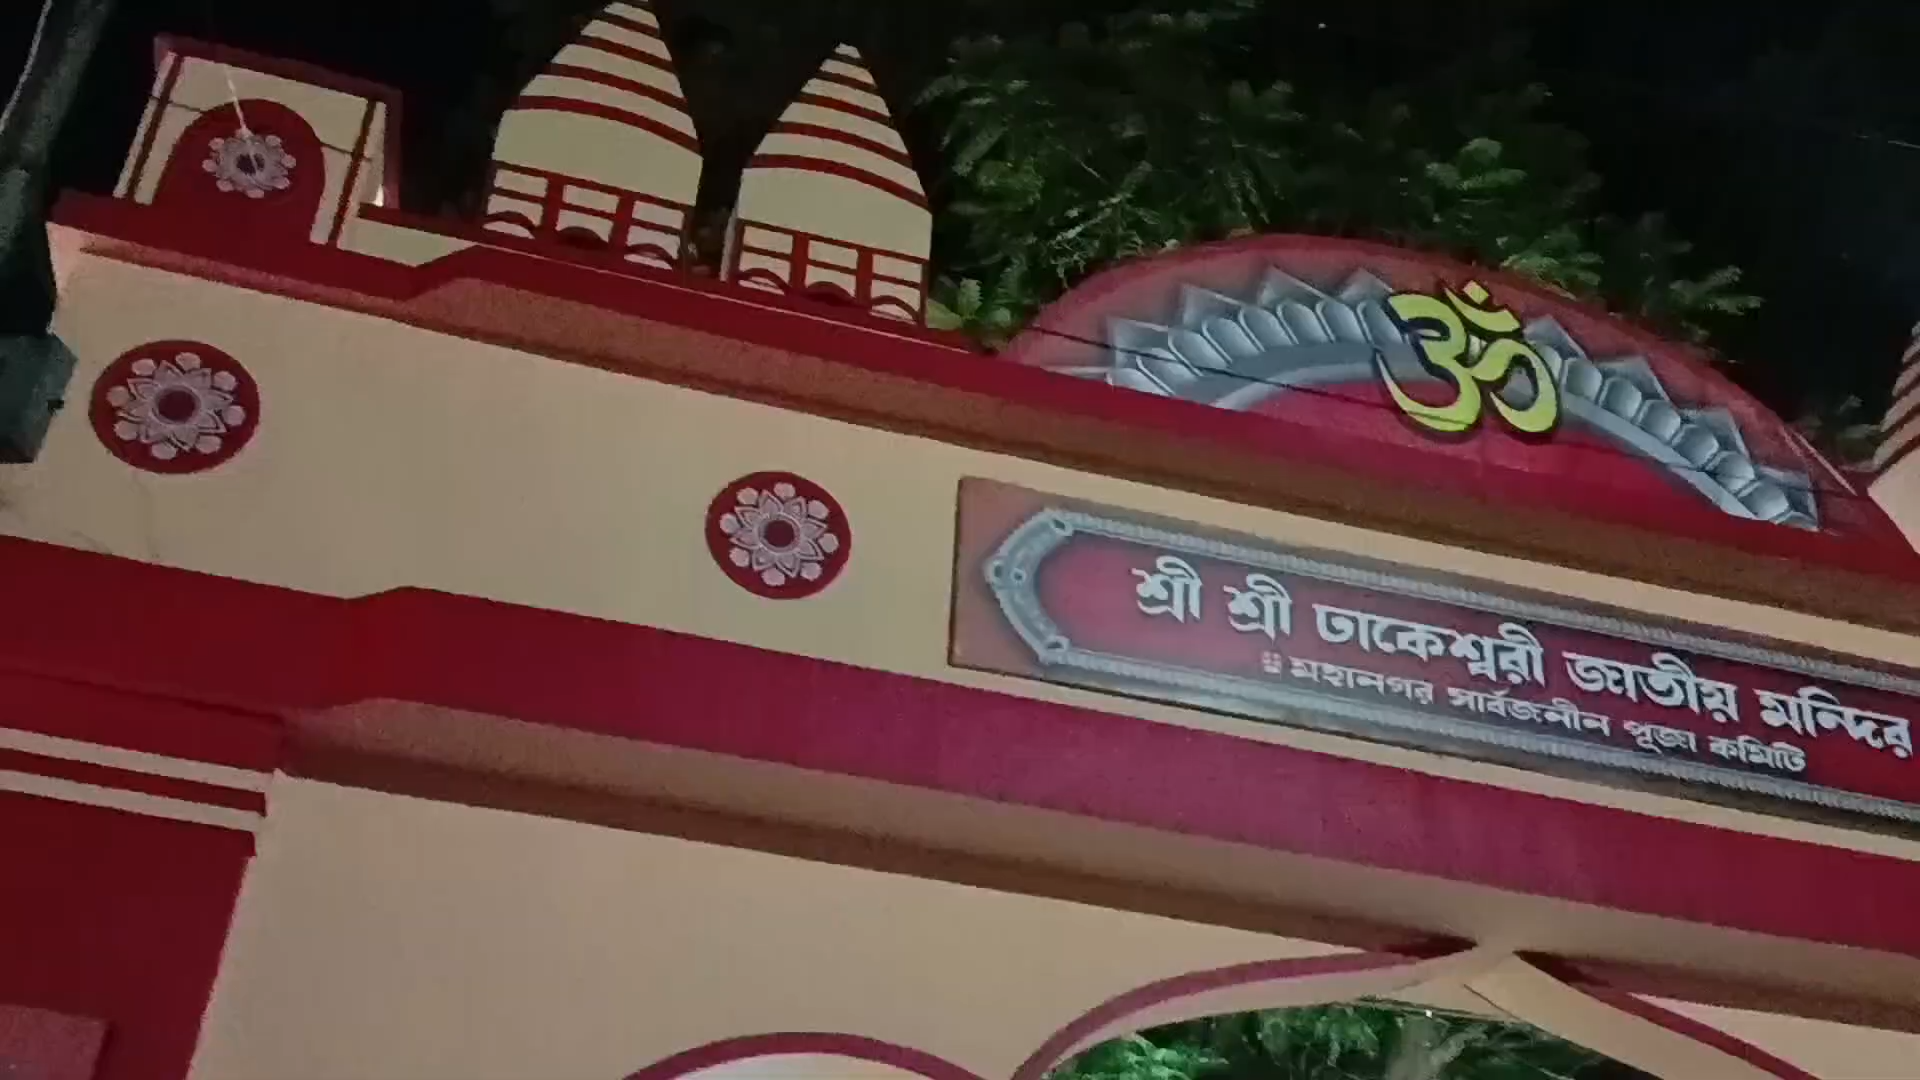 ॐ
শ্রী শ্রী ঢাকেশ্বরী জাতীয় মন্দির
মহানগর সার্বজনীন পূজা কমিটি